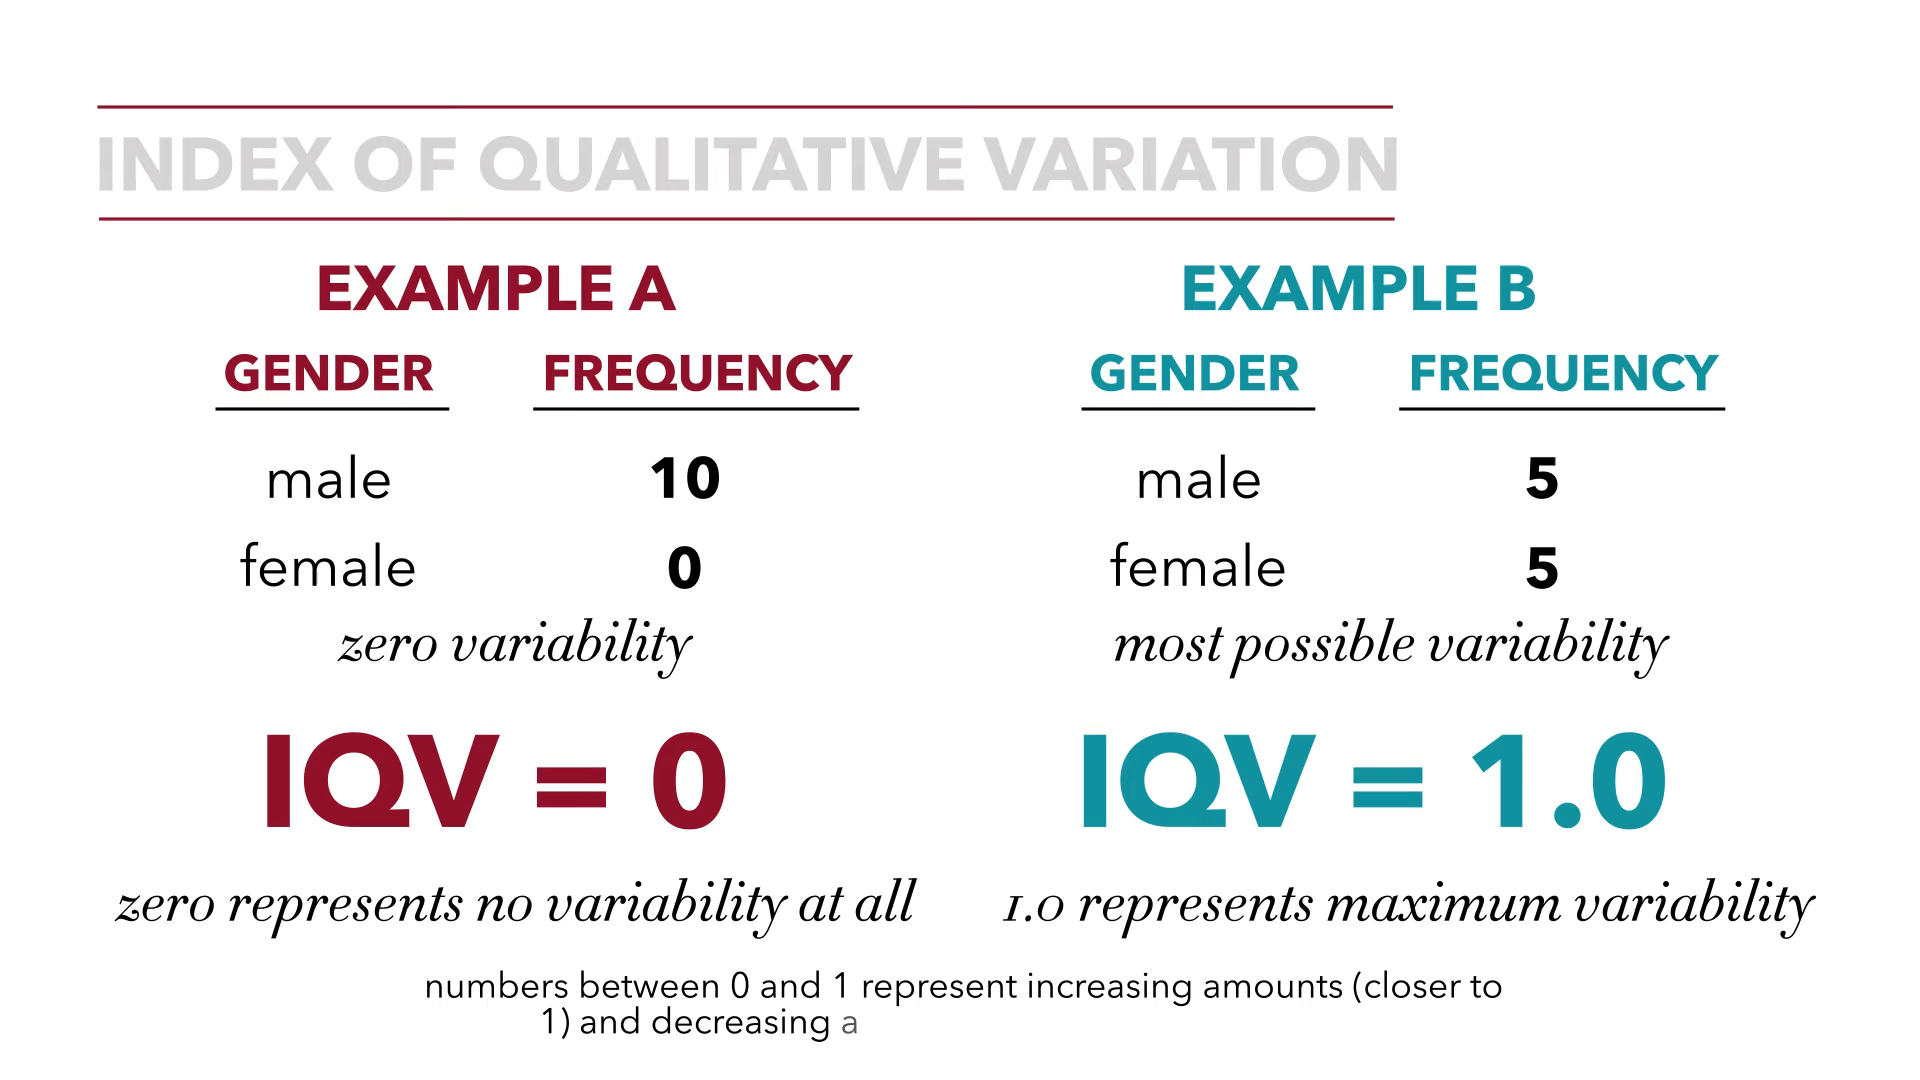 INDEX OF QUALITATIVE VARIATION
EXAMPLE A
GENDER FREQUENCY
male 10
female 0
zero variability
IQV = 0
zero represents no variability at all
EXAMPLE B
GENDER FREQUENCY
male 5
female 5
most possible variability
IQV = 1.0
1.0 represents maximum variability
numbers between 0 and 1 represent increasing amounts (closer to
1) and decreasing a